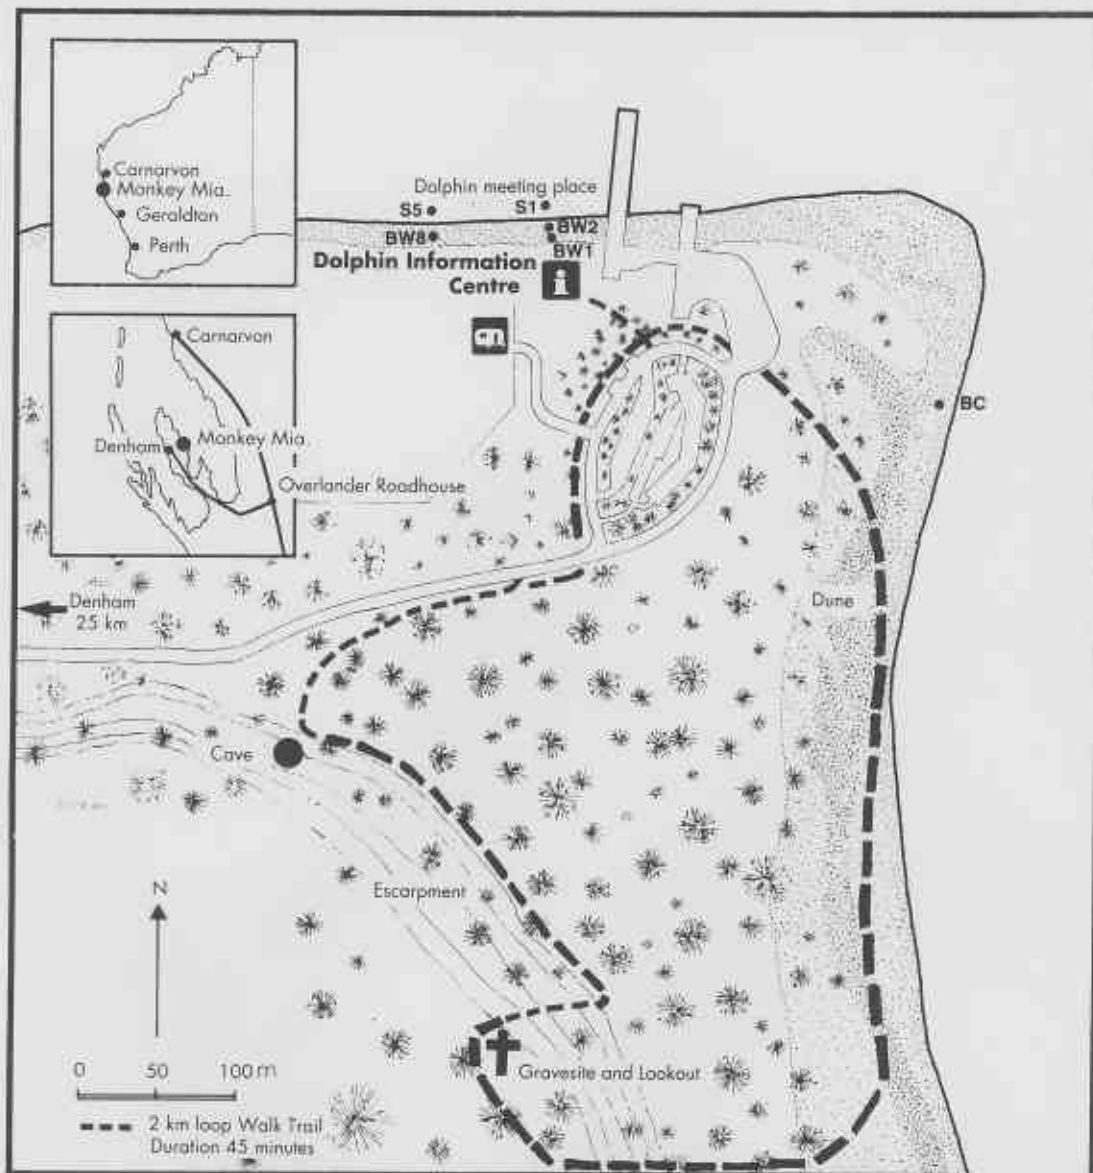 Carnarvon
Monkey Mia.
Geraldton
Perth
Dolphin meeting place
S5
S1
BW8
BW2
BW1
Dolphin Information
Centre
Carnarvon
Denham
Monkey Mia.
Overlander Roadhouse
BC
Denham
25 km
Dune
Cave
Escarpment
N
Gravesite and Lookout
0 50 100 m
2 km loop Walk Trail
Duration 45 minutes